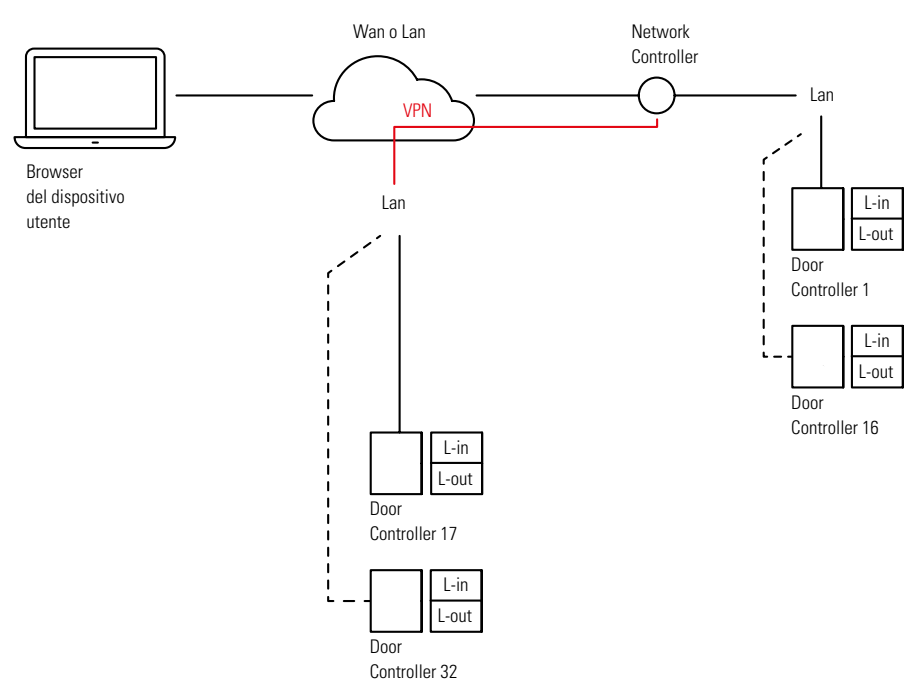 Wan o Lan
Network
Controller
VPN
Lan
Browser
del dispositivo
utente
Lan
L-in
L-out
Door
Controller 1
L-in
L-out
Door
Controller 16
L-in
L-out
Door
Controller 17
L-in
L-out
Door
Controller 32